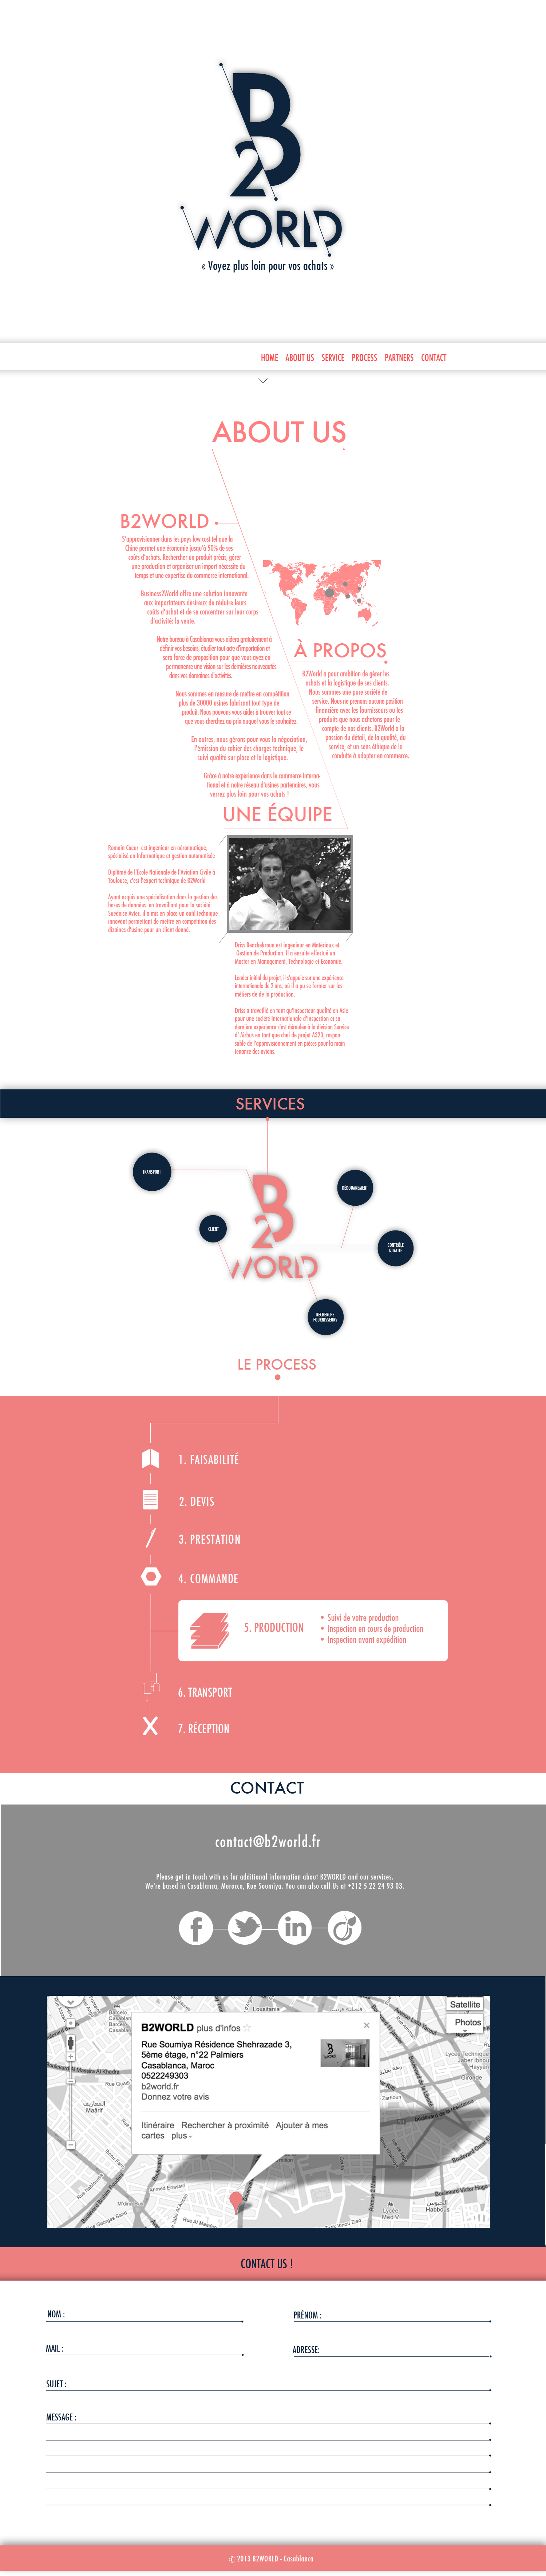 B
2
WORLD
« Voyez plus loin pour vos achats »
HOME ABOUT US SERVICE PROCESS PARTNERS CONTACT
ABOUT US
B2WORLD
S'approvisionner dans les pays low cost tel que la
Chine permet une économie jusqu'à 50% de ses
coûts d'achats. Rechercher un produit précis, gérer
une production et organiser un import nécessite du
temps et une expertise du commerce international.
Business2World offre une solution innovante
aux importateurs désireux de réduire leurs
coûts d'achat et de se concentrer sur leur corps
d'activité: la vente.
Notre bureau à Casablanca vous aidera gratuitement à
définir vos besoins, étudier tout acte d'importation et
sera force de proposition pour que vous ayez en
permanence une vision sur les dernières nouveautés
dans vos domaines d'activités.
Nous sommes en mesure de mettre en compétition
plus de 30000 usines fabricant tout type de
produit. Nous pouvons vous aider à trouver tout ce
que vous cherchez au prix auquel vous le souhaitez.
En outres, nous gérons pour vous la négociation,
l'émission du cahier des charges technique, le
suivi qualité sur place et la logistique.
Grâce à notre expérience dans le commerce interna-
tional et à notre réseau d'usines partenaires, vous
verrez plus loin pour vos achats !
À PROPOS
B2World a pour ambition de gérer les
achats et la logistique de ses clients.
Nous sommes une pure société de
service. Nous ne prenons aucune position
financière avec les fournisseurs ou les
produits que nous achetons pour le
compte de nos clients. B2World a la
passion du détail, de la qualité, du
service, et un sens éthique de la
conduite à adopter en commerce.
UNE ÉQUIPE
Romain Coeur est ingénieur en aéronautique,
spécialisé en Informatique et gestion automatisée
Diplômé de l'Ecole Nationale de l'Aviation Civile à
Toulouse, c'est l'expert technique de B2World
Ayant acquis une spécialisation dans la gestion des
bases de données en travaillant pour la société
Suédoise Avtec, il a mis en place un outil technique
innovant permettant de mettre en compétition des
dizaines d'usine pour un client donné.
Driss Benchekroun est ingénieur en Matériaux et
Gestion de Production. Il a ensuite effectué un
Master en Management, Technologie et Economie.
Leader initial du projet, il s'appuie sur une expérience
internationale de 2 ans, où il a pu se former sur les
métiers de de la production.
Driss a travaillé en tant qu'inspecteur qualité en Asie
pour une société internationale d'inspection et sa
dernière expérience s'est déroulée à la division Service
d' Airbus en tant que chef de projet A320, respon-
sable de l'approvisionnement en pièces pour la main-
tenance des avions.
SERVICES
TRANSPORT
DÉDOUANEMENT
CLIENT
CONTRÔLE
QUALITÉ
B
2
WORLD
RECHERCHE
FOURNISSEURS
LE PROCESS
1. FAISABILITÉ
2. DEVIS
3. PRESTATION
4. COMMANDE
5. PRODUCTION
• Suivi de votre production
• Inspection en cours de production
• Inspection avant expédition
6. TRANSPORT
7. RÉCEPTION
CONTACT
contact@b2world.fr
Please get in touch with us for additional information about B2WORLD and our services.
We're based in Casablanca, Morocco, Rue Soumiya. You can also call Us at +212 5 22 24 93 03.
Satellite
Photos
B2WORLD plus d'infos
Rue Soumiya Résidence Shehrazade 3,
5ème étage, n°22 Palmiers
Casablanca, Maroc
0522249303
b2world.fr
Donnez votre avis
Itinéraire Rechercher à proximité Ajouter à mes
cartes plus
Lousitania
Maârif
المعاريف
Gironde
Zerhoun
Ahmed Ensari
Lycée
Med V
Habbous
Boulevard Victor Hugo
CONTACT US !
NOM :
PRÉNOM :
MAIL :
ADRESSE:
SUJET :
MESSAGE :
© 2013 B2WORLD - Casablanca